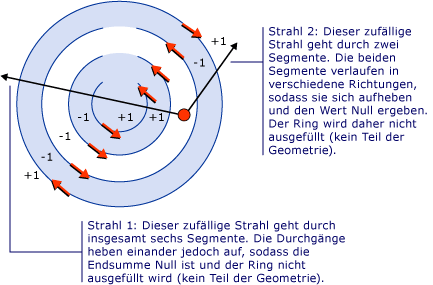 +1
-1
Strahl 2: Dieser zufällige
Strahl geht durch zwei
Segmente. Die beiden
Segmente verlaufen in
verschiedene Richtungen,
sodass sie sich aufheben
und den Wert Null ergeben.
Der Ring wird daher nicht
ausgefüllt (kein Teil der
Geometrie).
-1 +1 +1
-1
-1
+1
Strahl 1: Dieser zufällige Strahl geht durch
insgesamt sechs Segmente. Die Durchgänge
heben einander jedoch auf, sodass die
Endsumme Null ist und der Ring nicht
ausgefüllt wird (kein Teil der Geometrie).